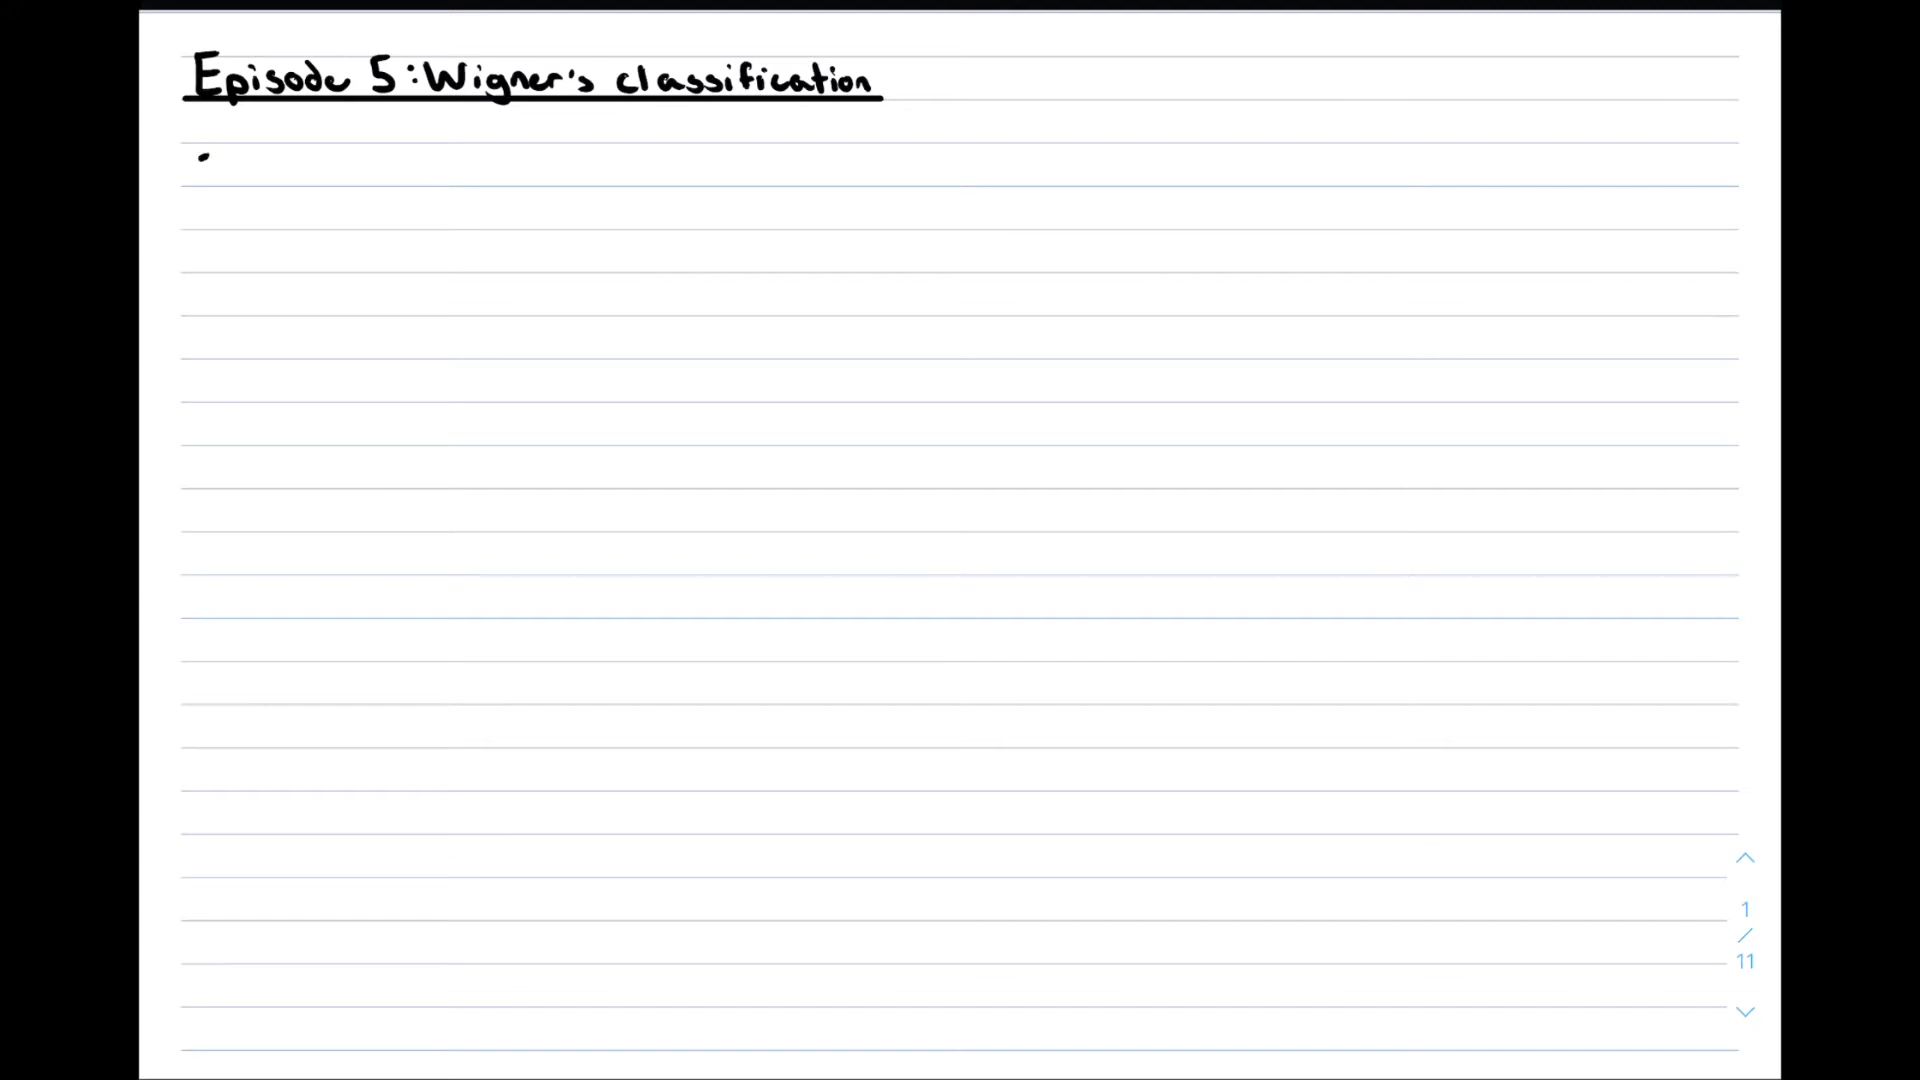 Episode 5: Wigner's classification
•
1
/
11